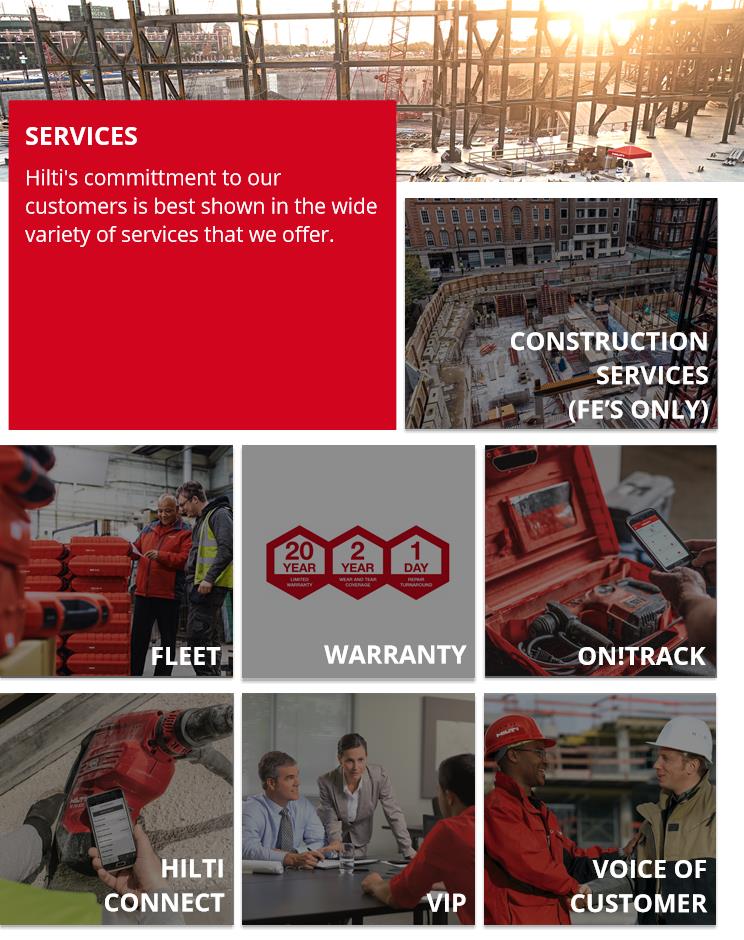 SERVICES
Hilti's committment to our
customers is best shown in the wide
variety of services that we offer.
CONSTRUCTION
SERVICES
(FE'S ONLY)
FLEET
20
YEAR
LIMITED
WARRANTY
2
YEAR
WEAR AND TEAR
COVERAGE
1
DAY
REPAIR
TURNAROUND
WARRANTY
ON!TRACK
HILTI
HILTI
CONNECT
VIP
HILTI
VOICE OF
CUSTOMER